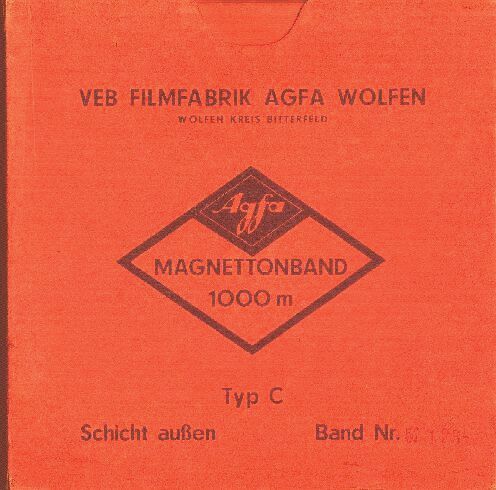 VEB FILMFABRIK AGFA WOLFEN
WOLFEN KREIS BITTERFELD
Agfa
MAGNETTONBAND
1000 m
Typ C
Schicht außen Band Nr.